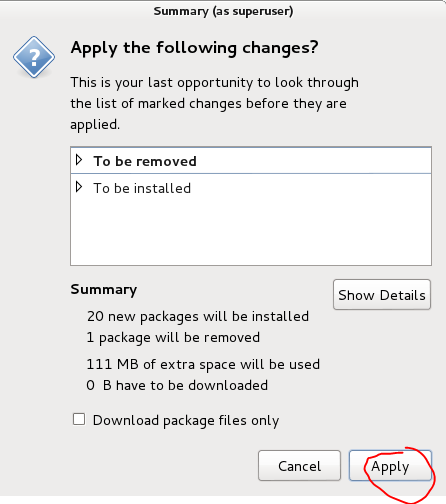 Summary (as superuser)
Apply the following changes?
This is your last opportunity to look through
the list of marked changes before they are
applied.
To be removed
To be installed
Summary
Show Details
20 new packages will be installed
1 package will be removed
111 MB of extra space will be used
0 B have to be downloaded
Download package files only
Cancel
Apply